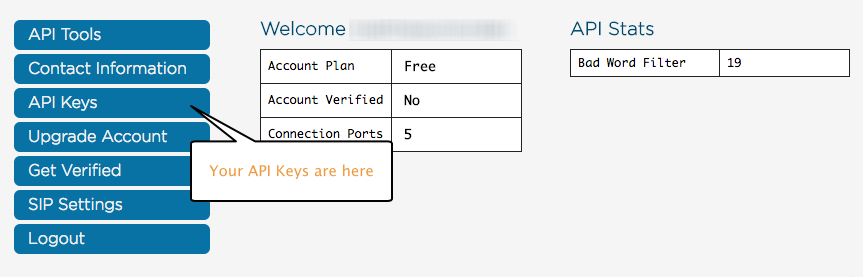 API Tools
Contact Information
API Keys
Upgrade Account
Get Verified
SIP Settings
Logout
Welcome
Account Plan Free
Account Verified No
Connection Ports 5
Your API Keys are here
API Stats
Bad Word Filter 19